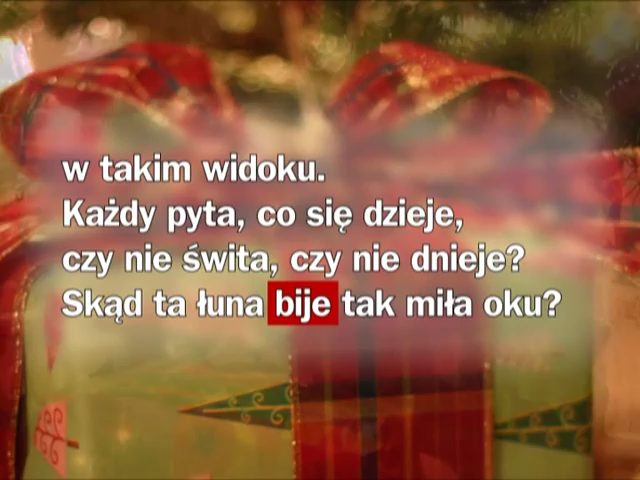 w takim widoku.
Każdy pyta, co się dzieje,
czy nie świta, czy nie dnieje?
Skąd ta łuna bije tak miła oku?